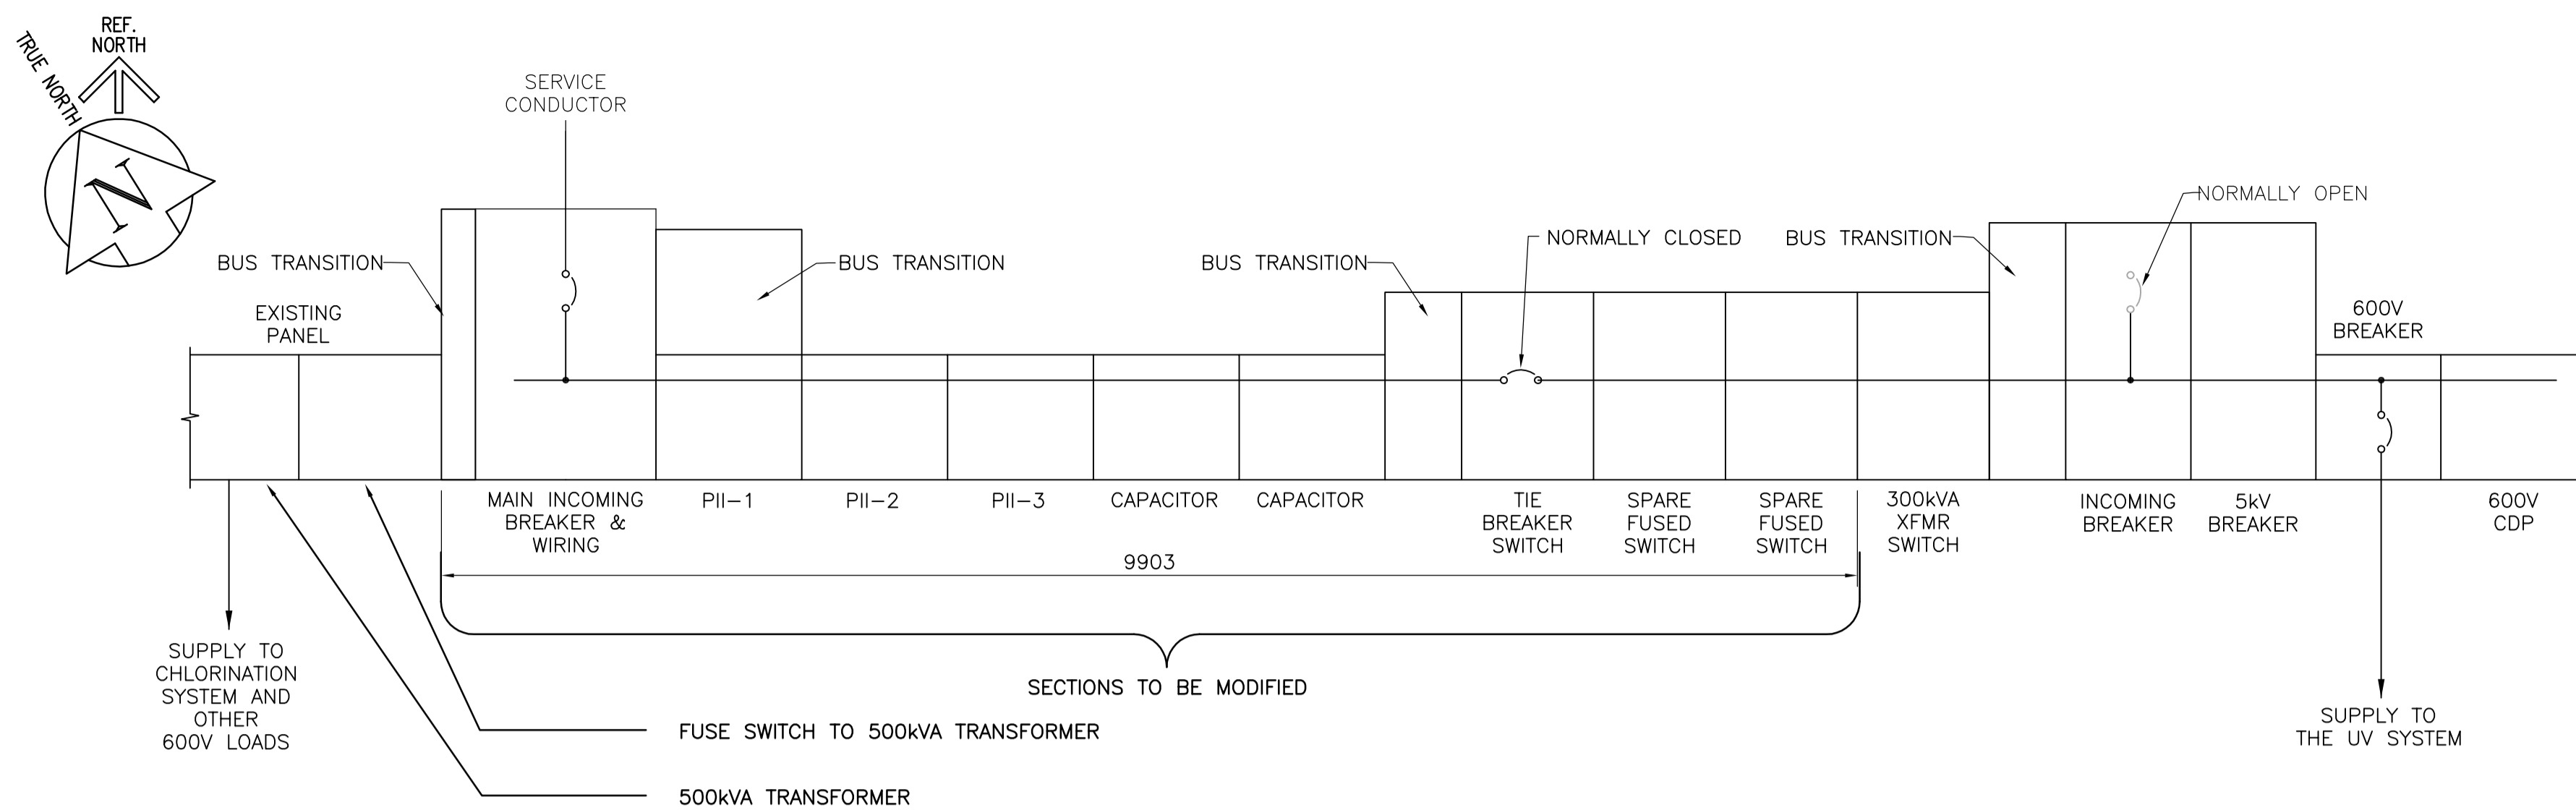 REF.
NORTH
TRUE NORTH
N
SERVICE
CONDUCTOR
NORMALLY OPEN
BUS TRANSITION
BUS TRANSITION
BUS TRANSITION
NORMALLY CLOSED
BUS TRANSITION
EXISTING
PANEL
600V
BREAKER
MAIN INCOMING
BREAKER &
WIRING
PII-1
PII-2
PII-3
CAPACITOR
CAPACITOR
TIE
BREAKER
SWITCH
SPARE
FUSED
SWITCH
SPARE
FUSED
SWITCH
300kVA
XFMR
SWITCH
INCOMING
BREAKER
5kV
BREAKER
600V
CDP
9903
SUPPLY TO
CHLORINATION
SYSTEM AND
OTHER
600V LOADS
SECTIONS TO BE MODIFIED
FUSE SWITCH TO 500kVA TRANSFORMER
500kVA TRANSFORMER
SUPPLY TO
THE UV SYSTEM